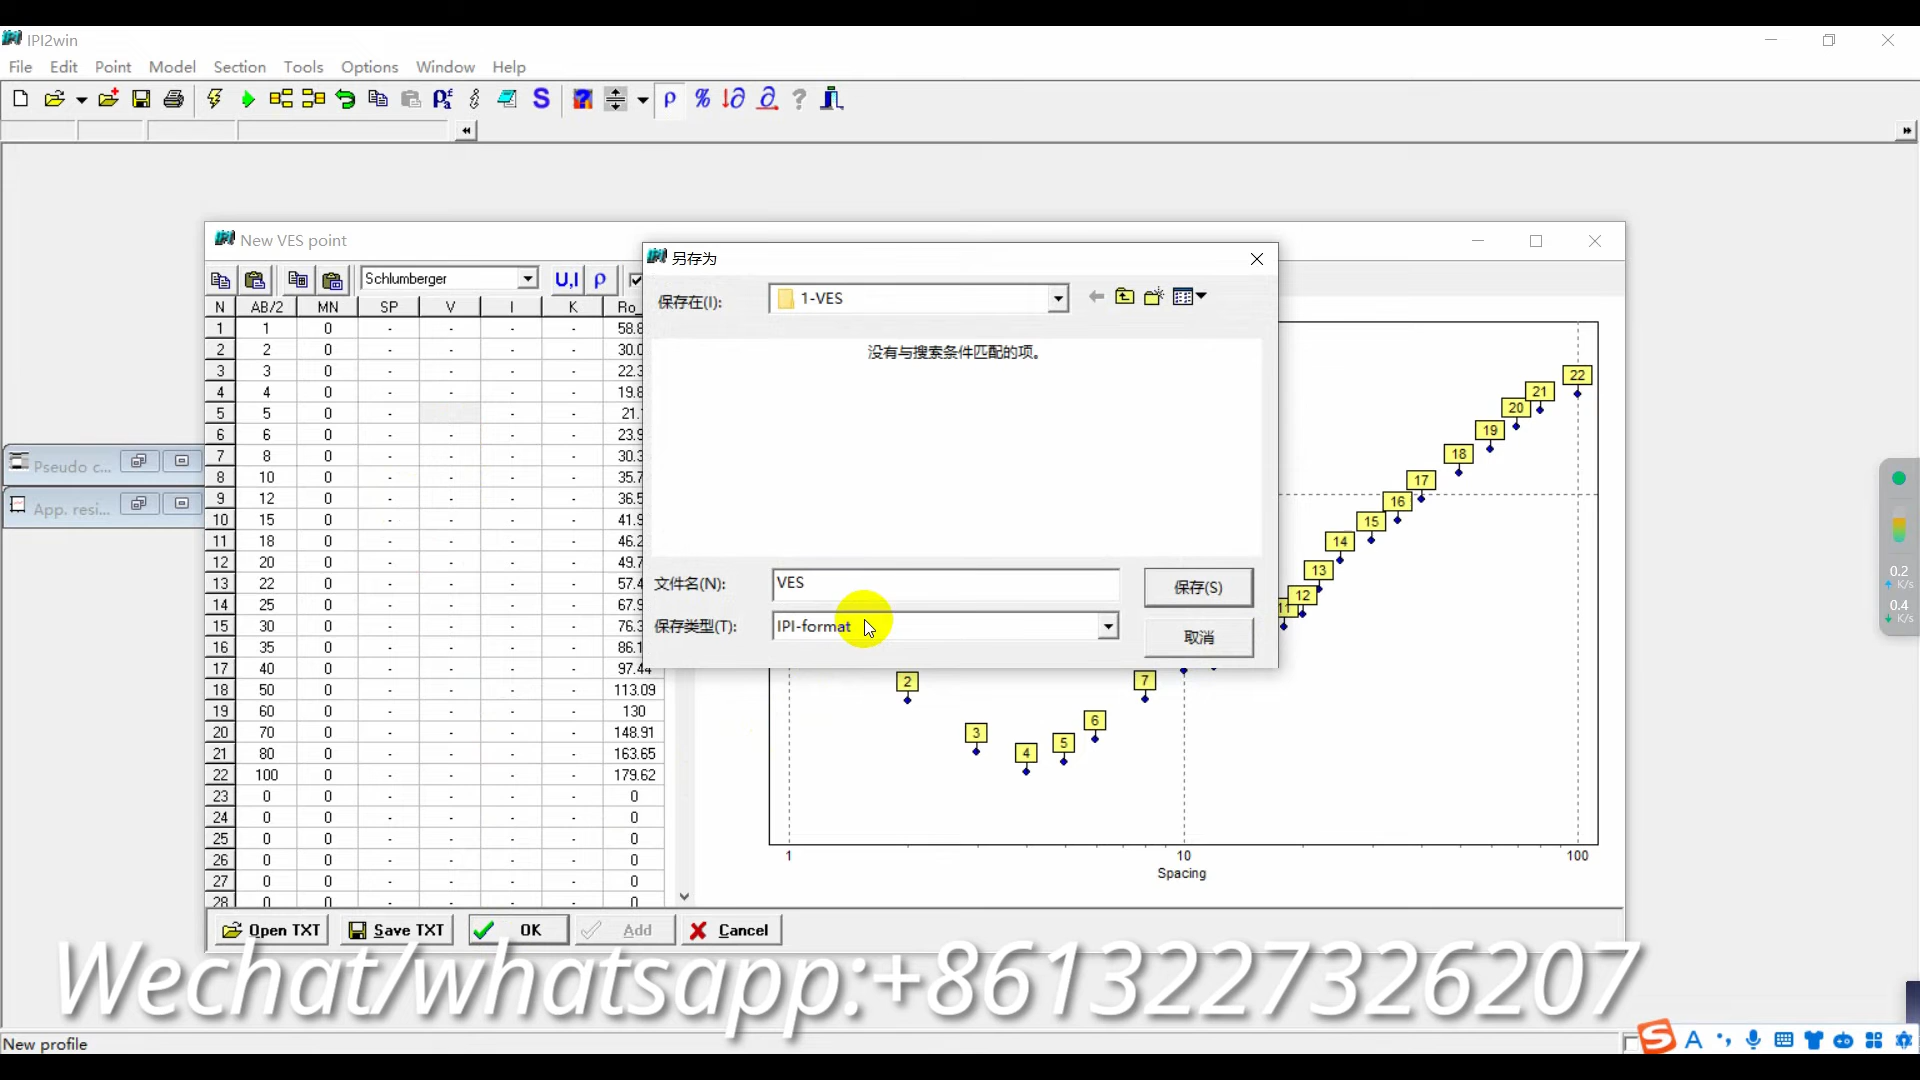 IPI2win
File Edit Point Model Section Tools Options Window Help
New VES point
Schlumberger U,I ρ
N AB/2 MN SP V I K Ro_
1 1 0 - - - - 58.8
2 2 0 - - - - 30.0
3 3 0 - - - - 22.3
4 4 0 - - - - 19.8
5 5 0 - - - - 21.
6 6 0 - - - - 23.9
7 8 0 - - - - 30.3
8 10 0 - - - - 35.7
9 12 0 - - - - 36.5
10 15 0 - - - - 41.9
11 18 0 - - - - 46.2
12 20 0 - - - - 49.7
13 22 0 - - - - 57.4
14 25 0 - - - - 67.9
15 30 0 - - - - 76.3
16 35 0 - - - - 86.1
17 40 0 - - - - 97.44
18 50 0 - - - - 113.09
19 60 0 - - - - 130
20 70 0 - - - - 148.91
21 80 0 - - - - 163.65
22 100 0 - - - - 179.62
23 0 0 - - - - 0
24 0 0 - - - - 0
25 0 0 - - - - 0
26 0 0 - - - - 0
27 0 0 - - - - 0
28 0 0 - - - - 0
Pseudo c...
App. resi...
另存为
保存在(I): 1-VES
没有与搜索条件匹配的项。
文件名(N): VES 保存(S)
保存类型(T): IPI-format 取消
22
21
20
19
18
17
16
15
14
13
12
11
7
2
6
3
5
4
1 10 100
Spacing
0.2
K/s
0.4
K/s
Open TXT Save TXT OK Add Cancel
Wechat/whatsapp:+8613227326207
New profile